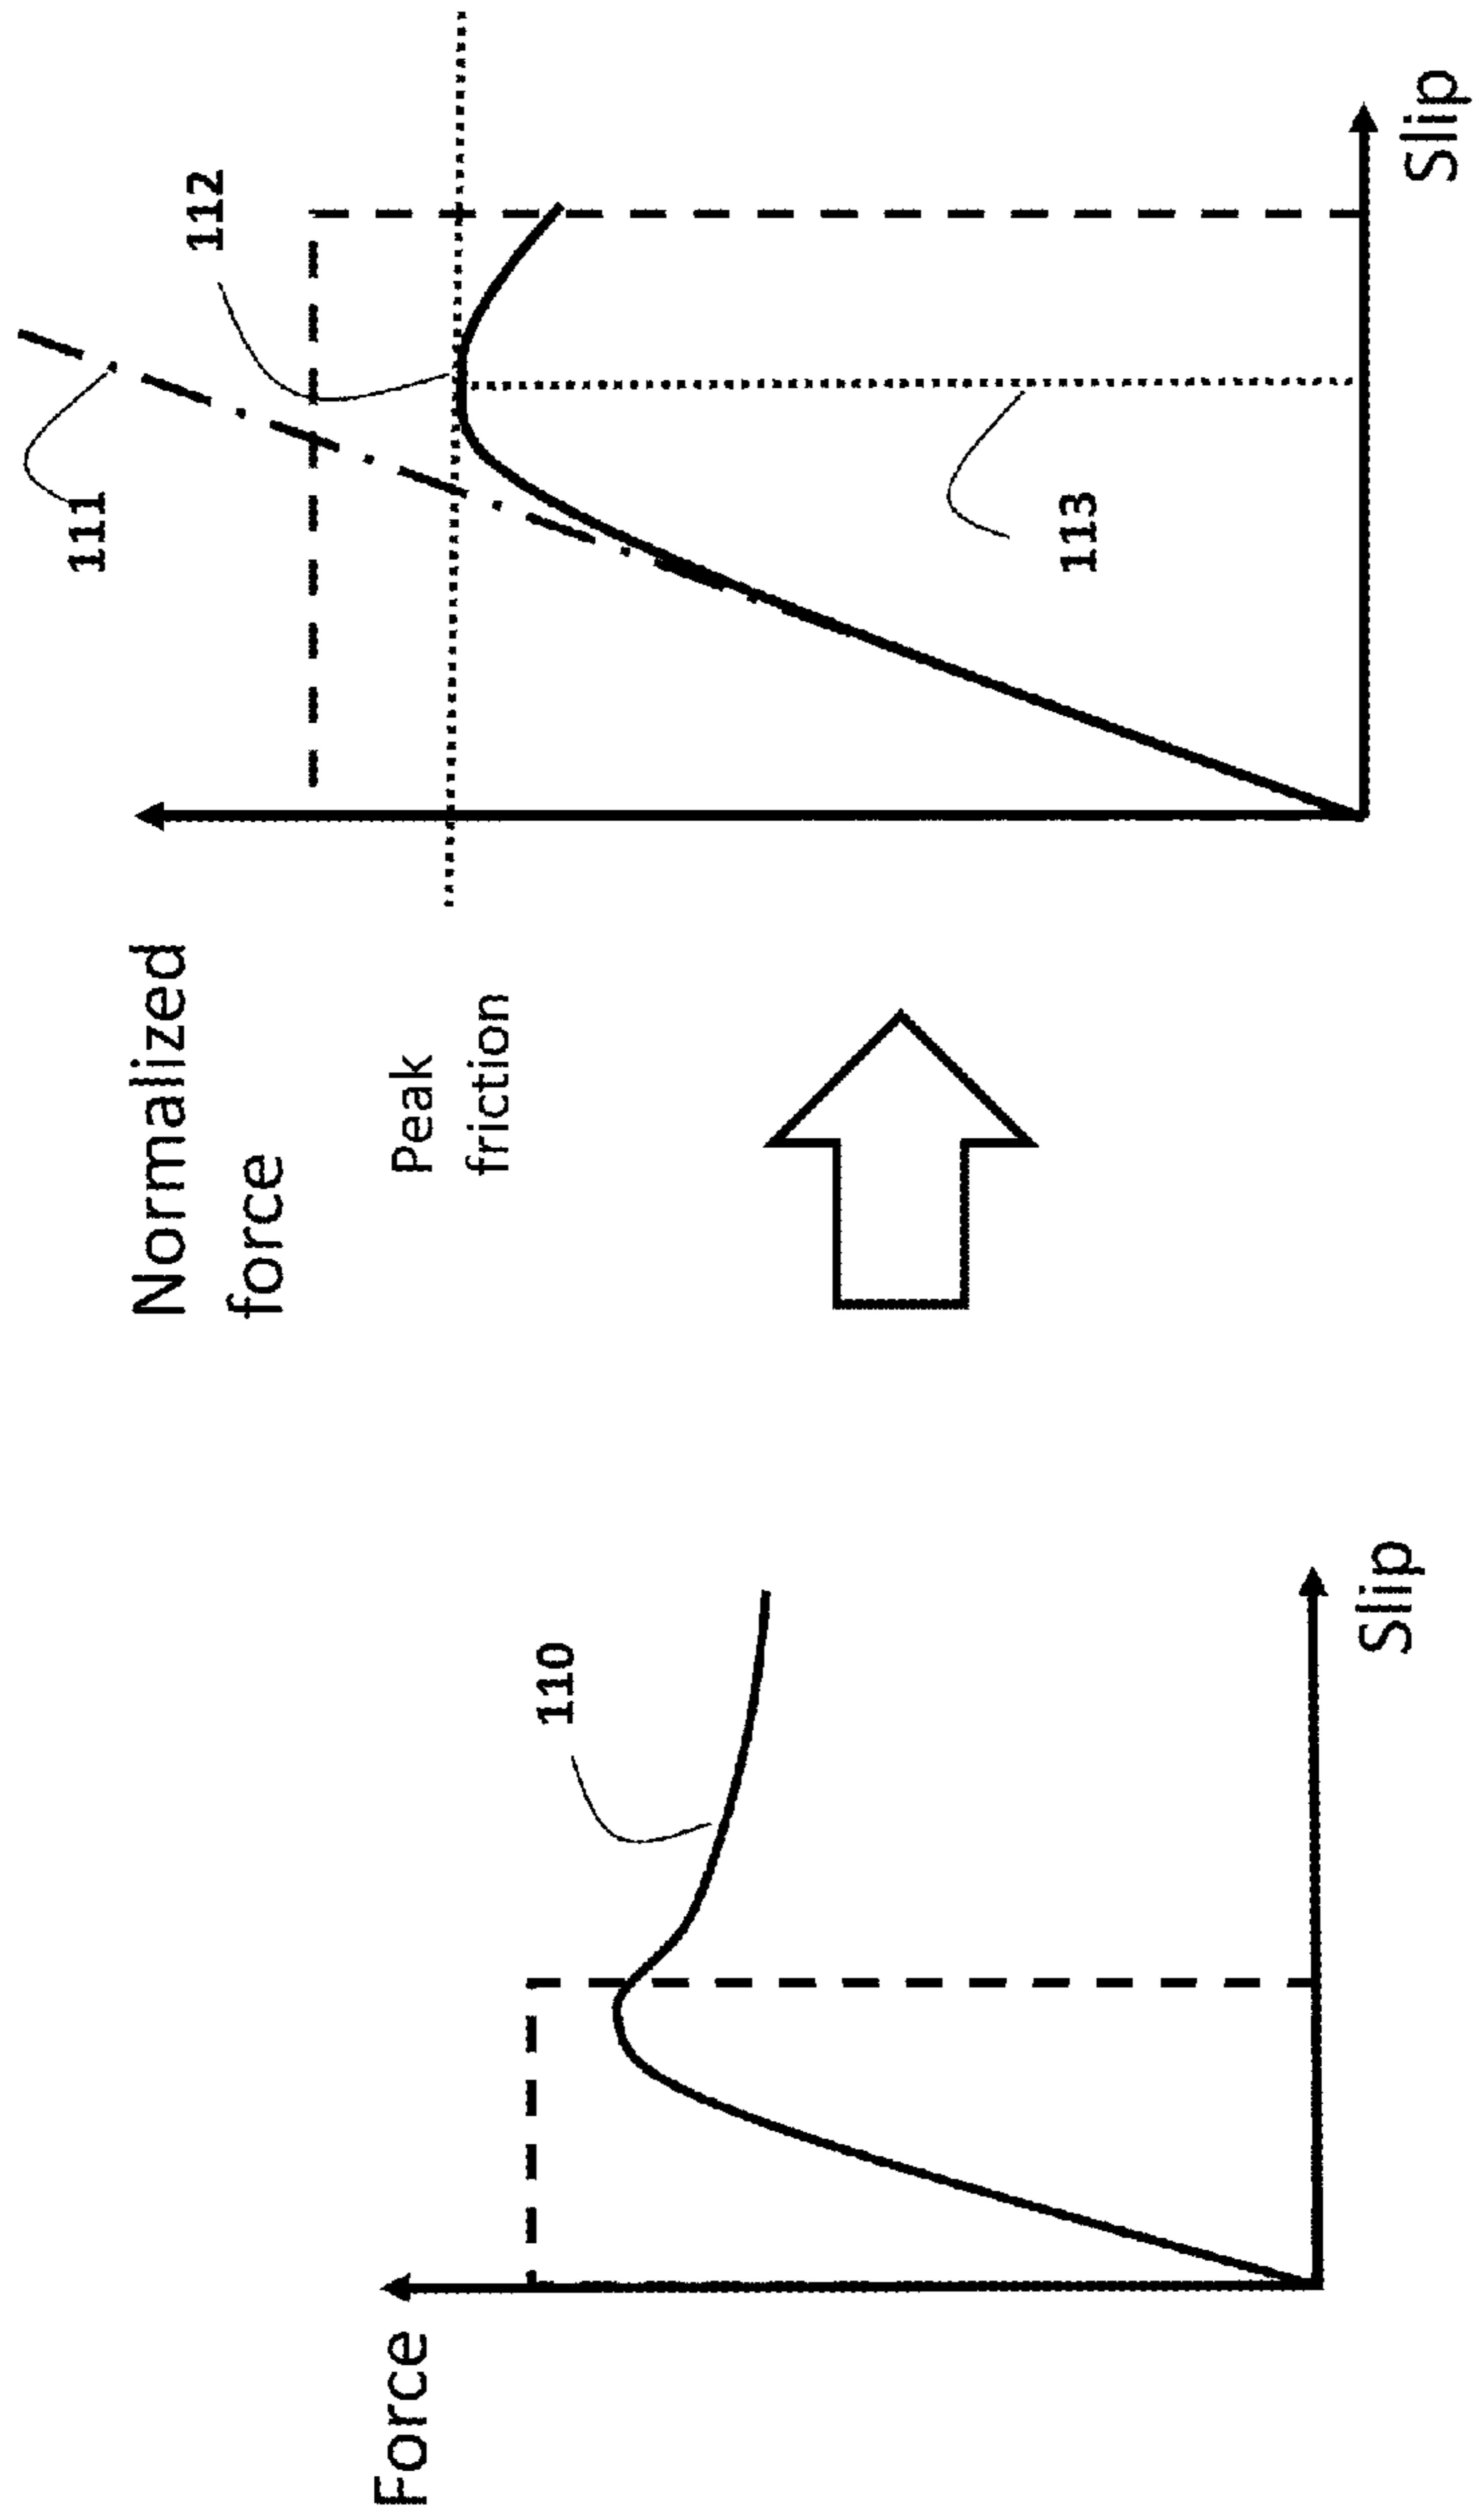 Force
110
Slip
Normalized
force
Peak
friction
111
112
113
Slip